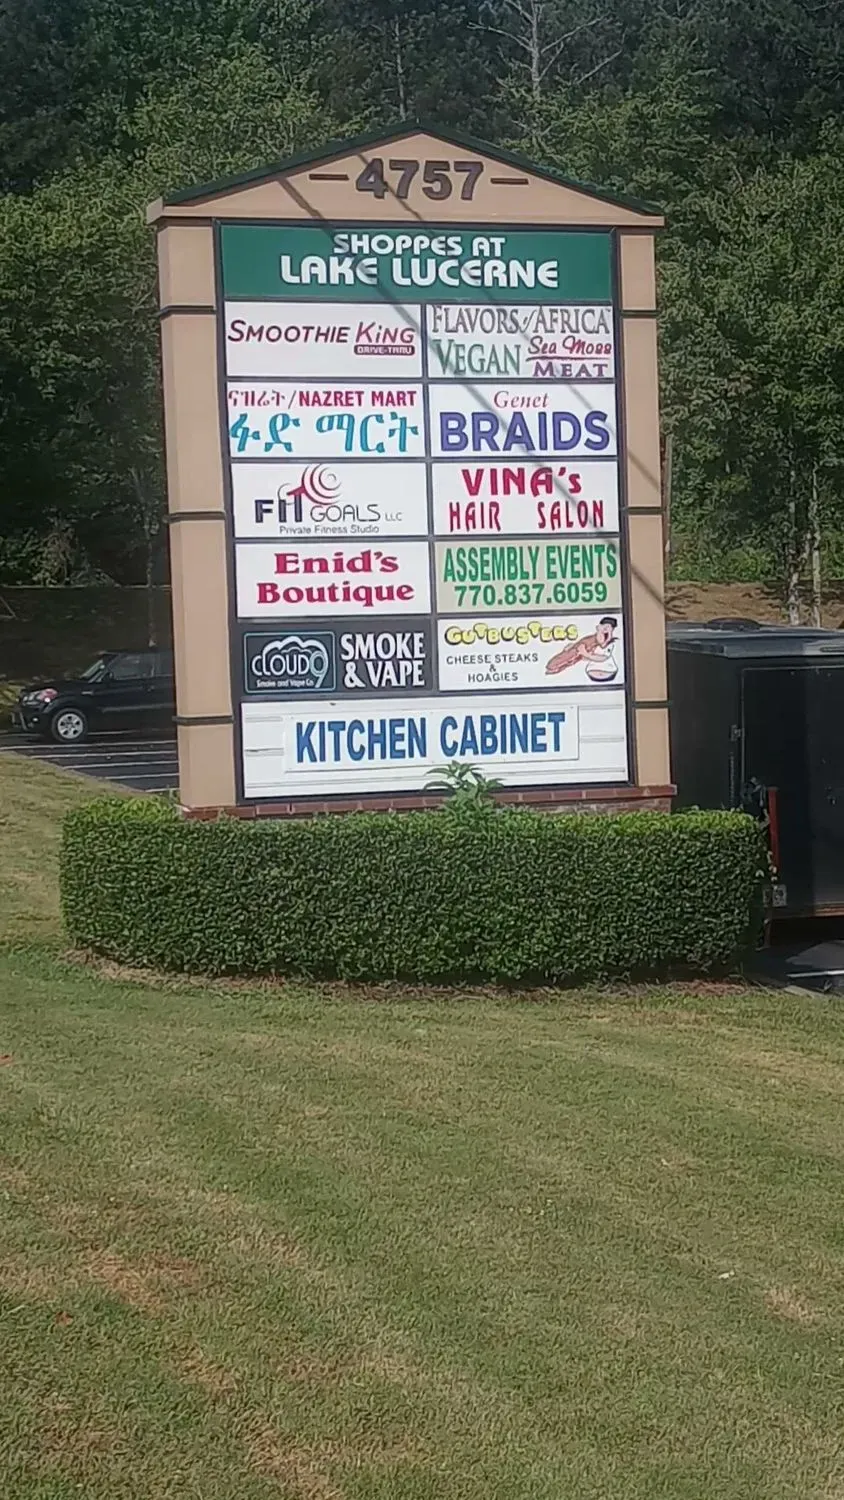 4757
SHOPPES AT
LAKE LUCERNE
SMOOTHIE KING
DRIVE-THRU
FLAVORS of AFRICA
VEGAN Sea Moss
MEAT
ናዝሬት/NAZRET MART
ፉድ ማርት
Genet
BRAIDS
FIT GOALS LLC
Private Fitness Studio
VINA's
HAIR SALON
Enid's
Boutique
ASSEMBLY EVENTS
770.837.6059
CLOUD 9
Smoke and Vape Co
SMOKE
& VAPE
GUTBUSTERS
CHEESE STEAKS
&
HOAGIES
KITCHEN CABINET